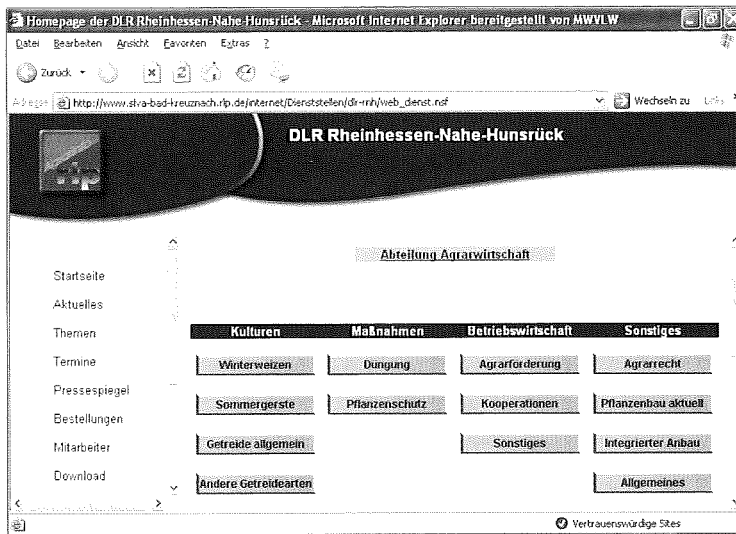 Homepage der DLR Rheinhessen-Nahe-Hunsrück - Microsoft Internet Explorer bereitgestellt von MWVLW
Datei Bearbeiten Ansicht Favoriten Extras ?
Zurück
Adresse http://www.slva-bad-kreuznach.rlp.de/internet/Dienststellen/dlr-rnh/web_dienst.nsf Wechseln zu Links
DLR Rheinhessen-Nahe-Hunsrück
rlp
Abteilung Agrarwirtschaft
Startseite
Aktuelles
Themen
Termine
Pressespiegel
Bestellungen
Mitarbeiter
Download
Kulturen Maßnahmen Betriebswirtschaft Sonstiges
Winterweizen Düngung Agrarförderung Agrarrecht
Sommergerste Pflanzenschutz Kooperationen Pflanzenbau aktuell
Getreide allgemein Sonstiges Integrierter Anbau
Andere Getreidearten Allgemeines
Vertrauenswürdige Sites